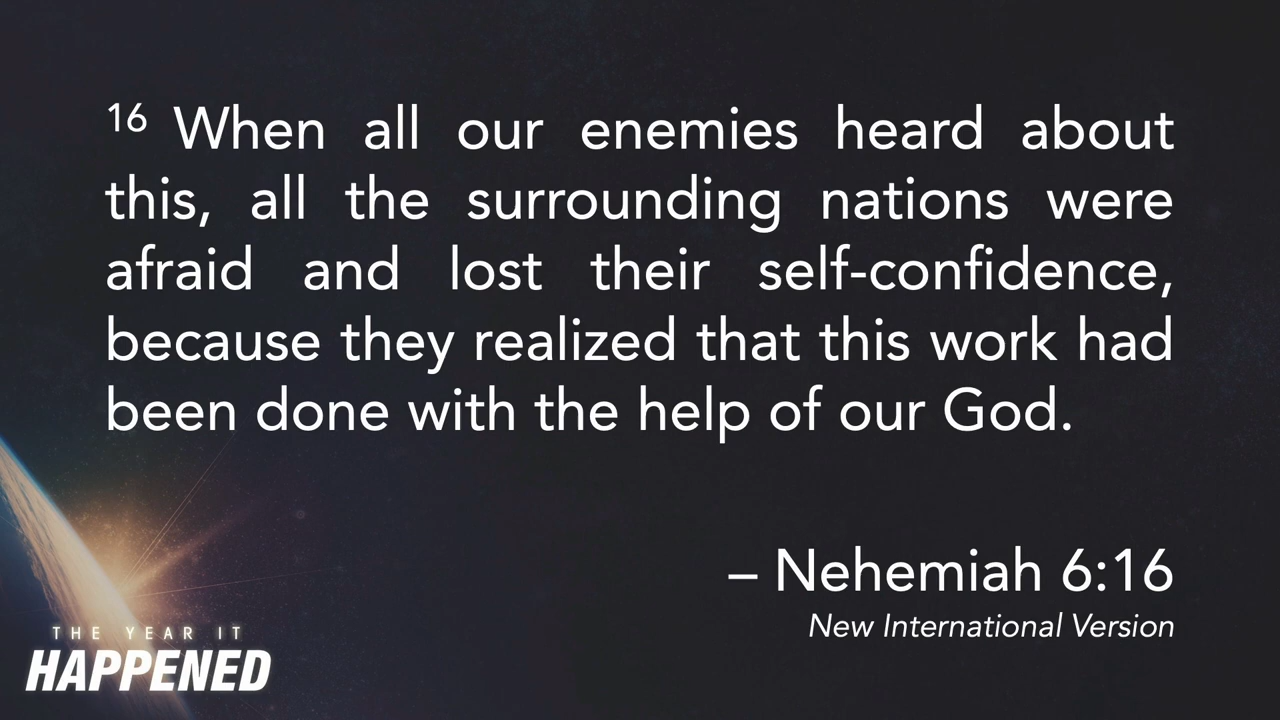 16 When all our enemies heard about
this, all the surrounding nations were
afraid and lost their self-confidence,
because they realized that this work had
been done with the help of our God.
– Nehemiah 6:16
New International Version
THE YEAR IT
HAPPENED